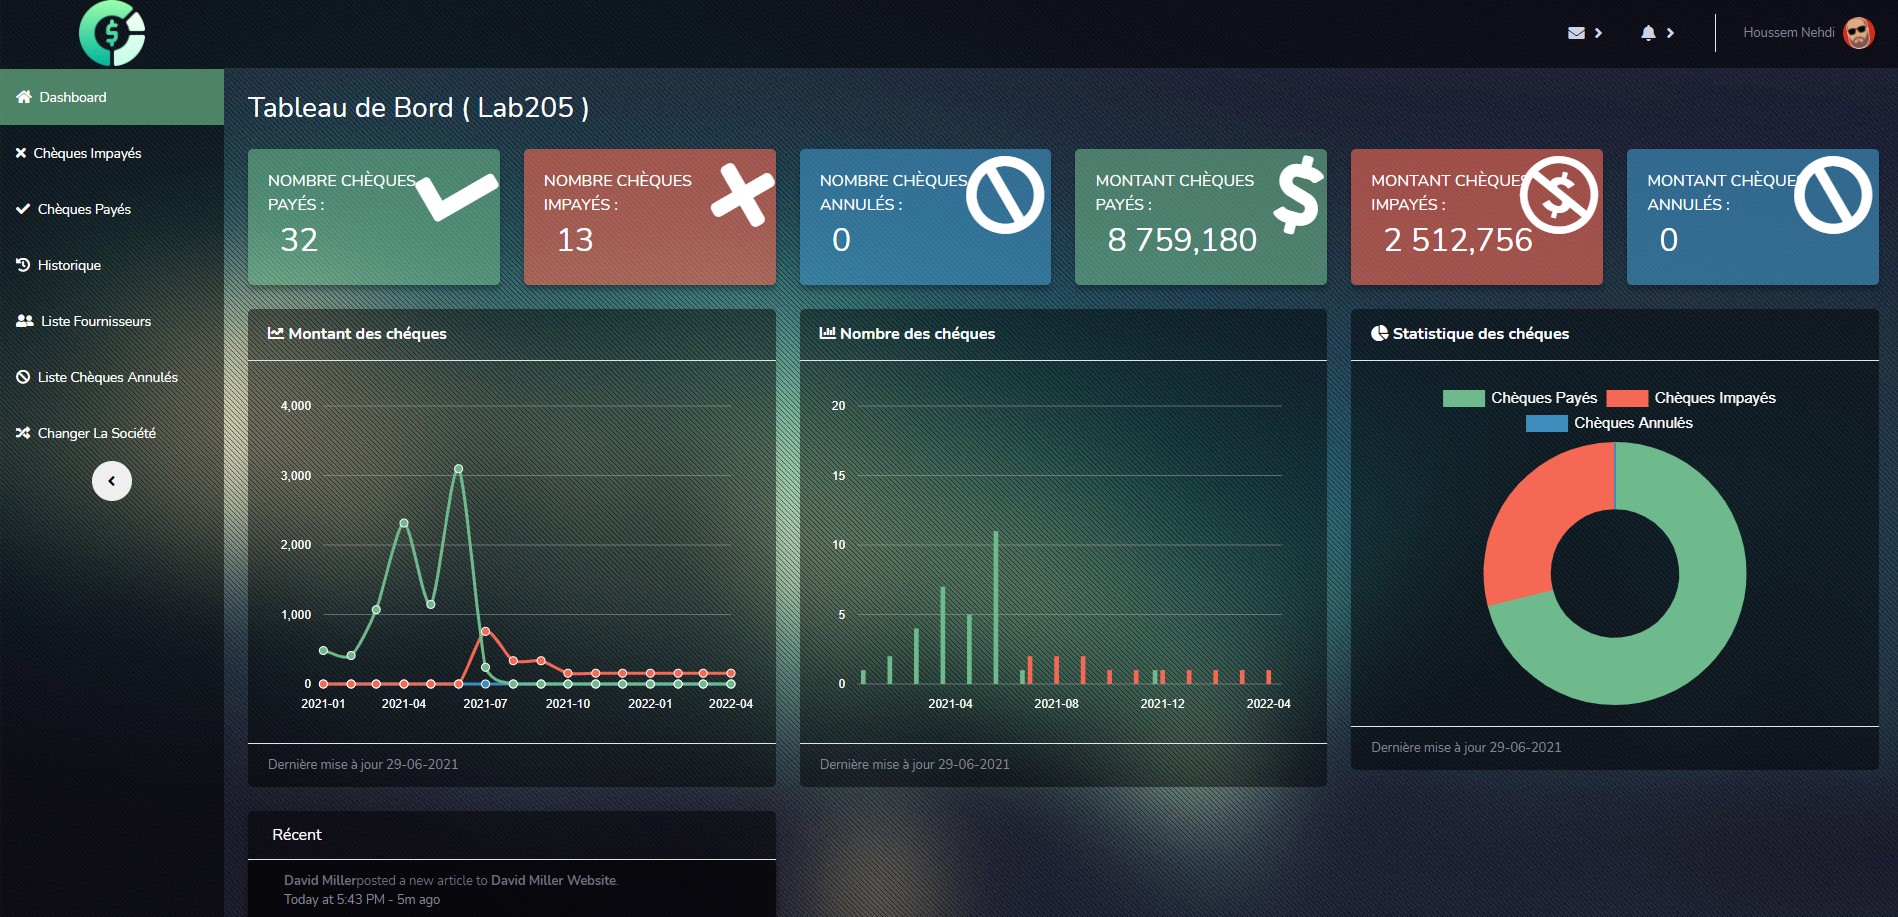 Houssem Nehdi
Dashboard
Chèques Impayés
Chèques Payés
Historique
Liste Fournisseurs
Liste Chèques Annulés
Changer La Société
Tableau de Bord ( Lab205 )
NOMBRE CHÈQUES
PAYÉS :
32
NOMBRE CHÈQUES
IMPAYÉS :
13
NOMBRE CHÈQUES
ANNULÉS :
0
MONTANT CHÈQUES
PAYÉS :
8 759,180
MONTANT CHÈQUES
IMPAYÉS :
2 512,756
MONTANT CHÈQUE
ANNULÉS :
0
Montant des chéques
4,000
3,000
2,000
1,000
0
2021-01 2021-04 2021-07 2021-10 2022-01 2022-04
Dernière mise à jour 29-06-2021
Nombre des chéques
20
15
10
5
0
2021-04 2021-08 2021-12 2022-04
Dernière mise à jour 29-06-2021
Statistique des chéques
Chèques Payés Chèques Impayés
Chèques Annulés
Dernière mise à jour 29-06-2021
Récent
David Millerposted a new article to David Miller Website.
Today at 5:43 PM - 5m ago